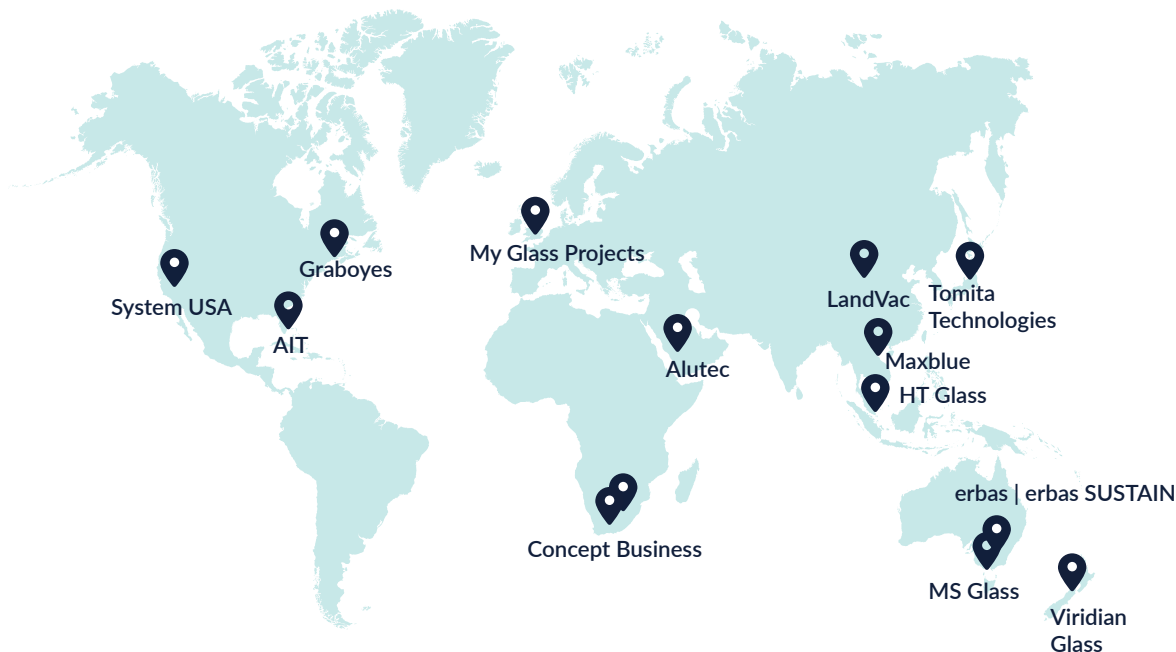 My Glass Projects
Graboyes
System USA
AIT
LandVac
Tomita
Technologies
Alutec
Maxblue
HT Glass
erbas | erbas SUSTAIN
Concept Business
MS Glass
Viridian
Glass